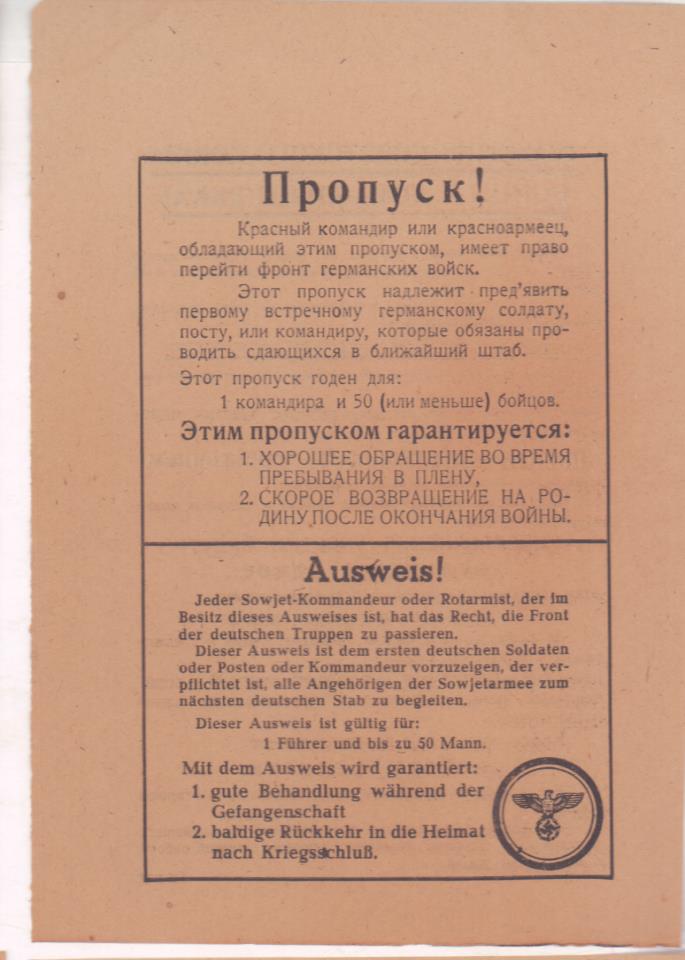 Пропуск!
Красный командир или красноармеец,
обладающий этим пропуском, имеет право
перейти фронт германских войск.
Этот пропуск надлежит пред'явить
первому встречному германскому солдату,
посту, или командиру, которые обязаны про-
водить сдающихся в ближайший штаб.
Этот пропуск годен для:
1 командира и 50 (или меньше) бойцов.
Этим пропуском гарантируется:
1. ХОРОШЕЕ ОБРАЩЕНИЕ ВО ВРЕМЯ
ПРЕБЫВАНИЯ В ПЛЕНУ,
2. СКОРОЕ ВОЗВРАЩЕНИЕ НА РО-
ДИНУ ПОСЛЕ ОКОНЧАНИЯ ВОЙНЫ.
Ausweis!
Jeder Sowjet-Kommandeur oder Rotarmist, der im
Besitz dieses Ausweises ist, hat das Recht, die Front
der deutschen Truppen zu passieren.
Dieser Ausweis ist dem ersten deutschen Soldaten
oder Posten oder Kommandeur vorzuzeigen, der ver-
pflichtet ist, alle Angehörigen der Sowjetarmee zum
nächsten deutschen Stab zu begleiten.
Dieser Ausweis ist gültig für:
1 Führer und bis zu 50 Mann.
Mit dem Ausweis wird garantiert:
1. gute Behandlung während der
Gefangenschaft
2. baldige Rückkehr in die Heimat
nach Kriegsschluß.